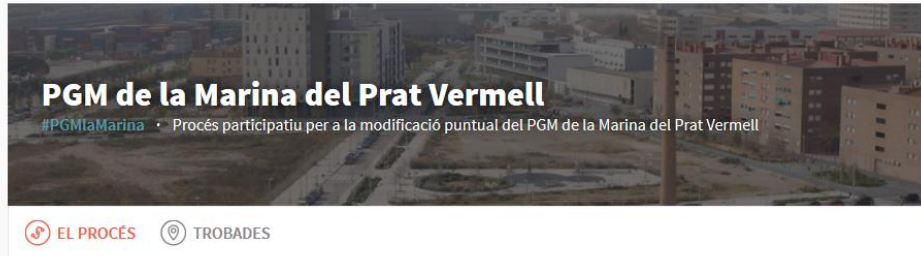 PGM de la Marina del Prat Vermell
#PGMlaMarina · Procés participatiu per a la modificació puntual del PGM de la Marina del Prat Vermell
EL PROCÉS TROBADES